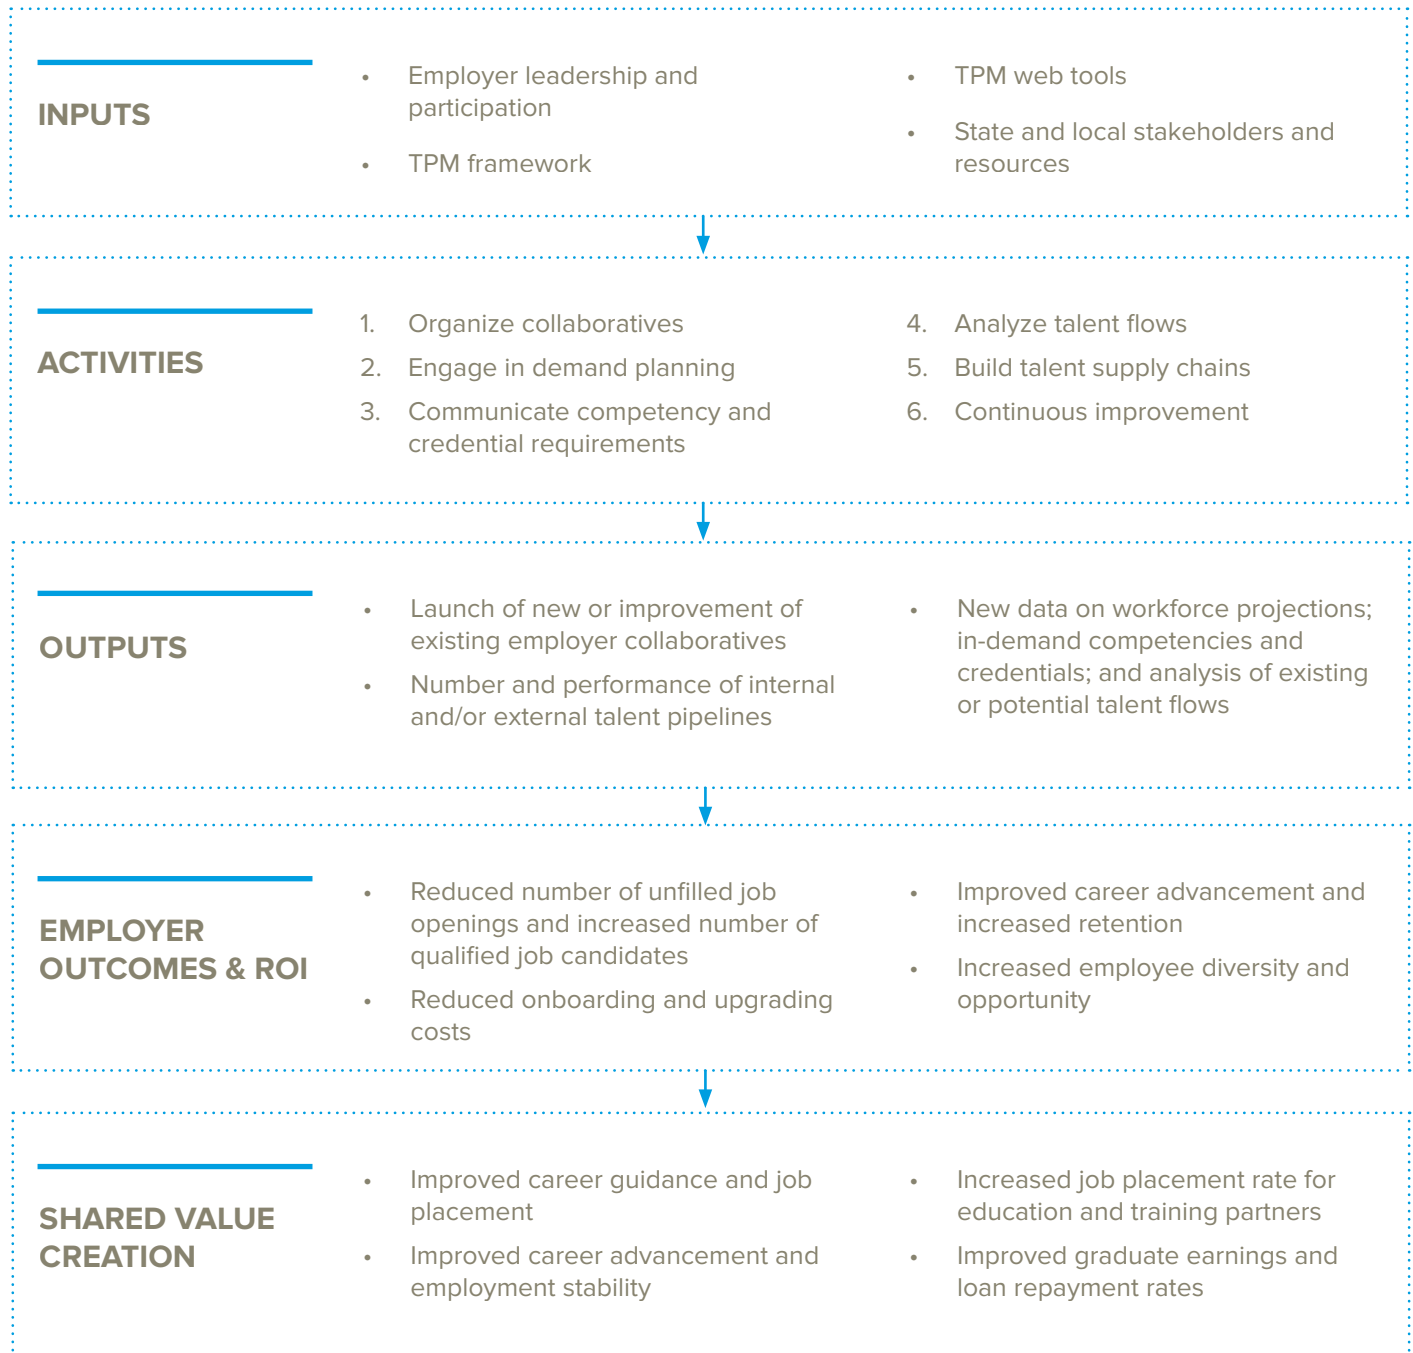 INPUTS
• Employer leadership and
participation
• TPM framework
• TPM web tools
• State and local stakeholders and
resources
ACTIVITIES
1. Organize collaboratives
2. Engage in demand planning
3. Communicate competency and
credential requirements
4. Analyze talent flows
5. Build talent supply chains
6. Continuous improvement
OUTPUTS
• Launch of new or improvement of
existing employer collaboratives
• Number and performance of internal
and/or external talent pipelines
• New data on workforce projections;
in-demand competencies and
credentials; and analysis of existing
or potential talent flows
EMPLOYER
OUTCOMES & ROI
• Reduced number of unfilled job
openings and increased number of
qualified job candidates
• Reduced onboarding and upgrading
costs
• Improved career advancement and
increased retention
• Increased employee diversity and
opportunity
SHARED VALUE
CREATION
• Improved career guidance and job
placement
• Improved career advancement and
employment stability
• Increased job placement rate for
education and training partners
• Improved graduate earnings and
loan repayment rates